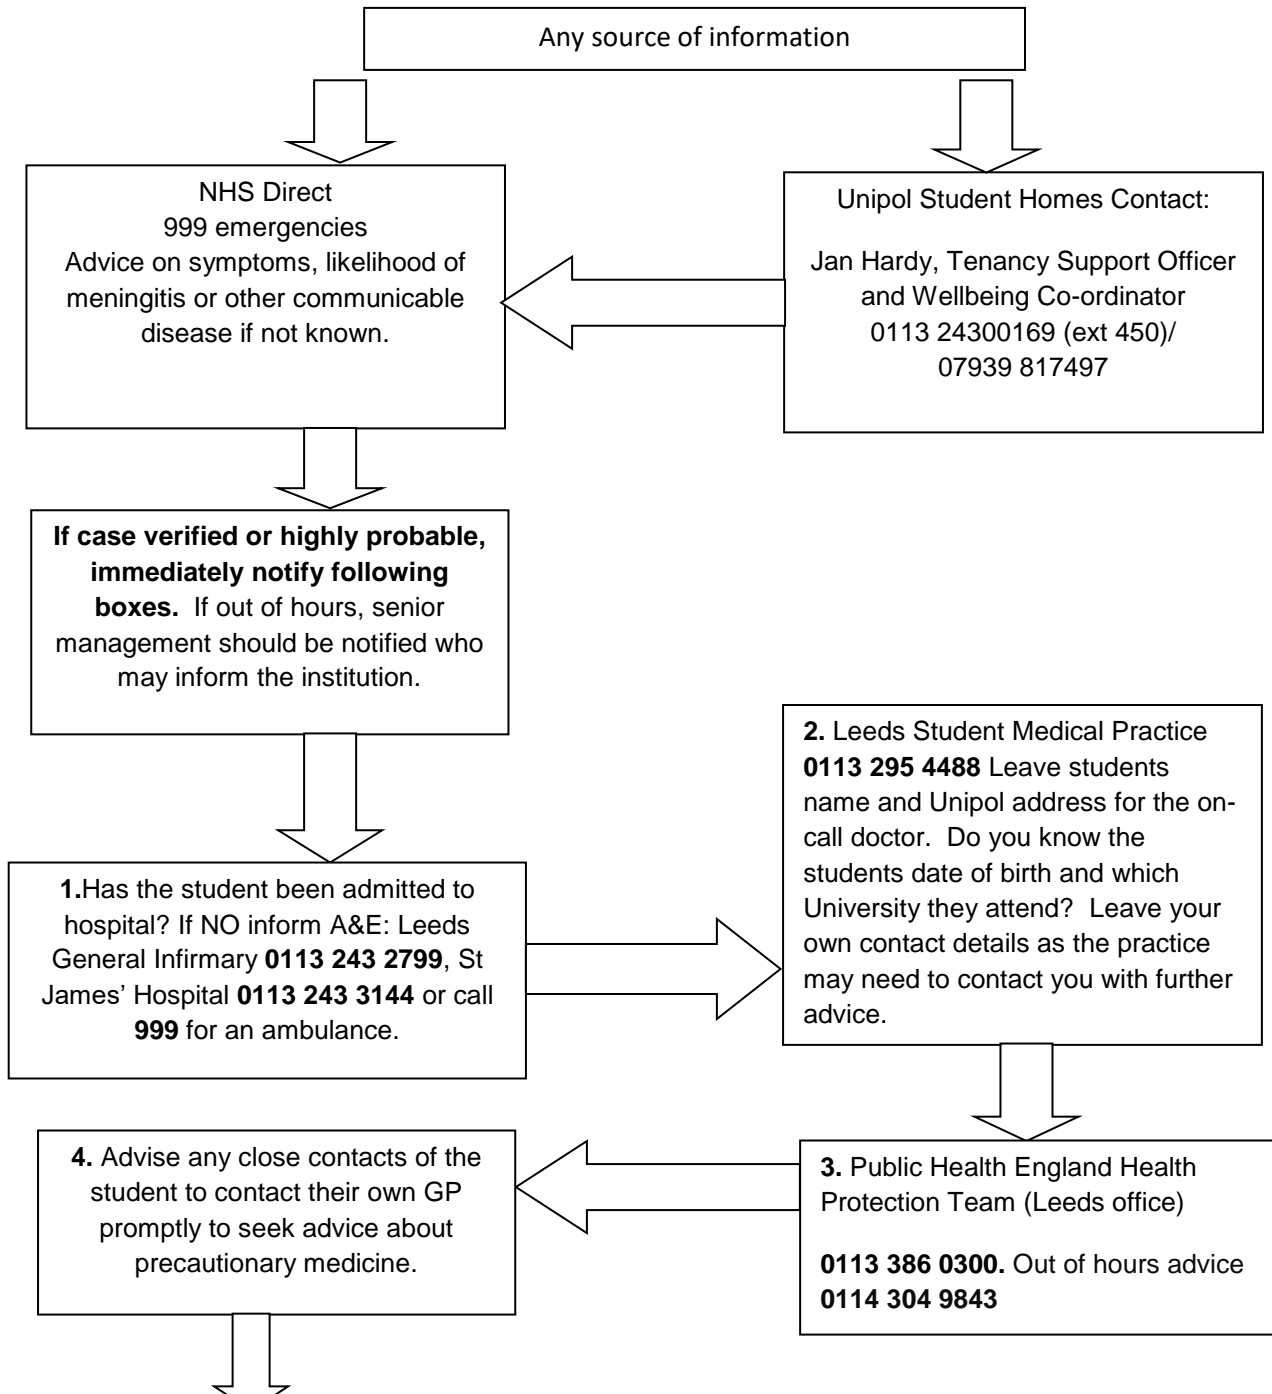 Any source of information
NHS Direct
999 emergencies
Advice on symptoms, likelihood of
meningitis or other communicable
disease if not known.
Unipol Student Homes Contact:
Jan Hardy, Tenancy Support Officer
and Wellbeing Co-ordinator
0113 24300169 (ext 450)/
07939 817497
If case verified or highly probable,
immediately notify following
boxes. If out of hours, senior
management should be notified who
may inform the institution.
1.Has the student been admitted to
hospital? If NO inform A&E: Leeds
General Infirmary 0113 243 2799, St
James’ Hospital 0113 243 3144 or call
999 for an ambulance.
2. Leeds Student Medical Practice
0113 295 4488 Leave students
name and Unipol address for the on-
call doctor. Do you know the
students date of birth and which
University they attend? Leave your
own contact details as the practice
may need to contact you with further
advice.
3. Public Health England Health
Protection Team (Leeds office)
0113 386 0300. Out of hours advice
0114 304 9843
4. Advise any close contacts of the
student to contact their own GP
promptly to seek advice about
precautionary medicine.